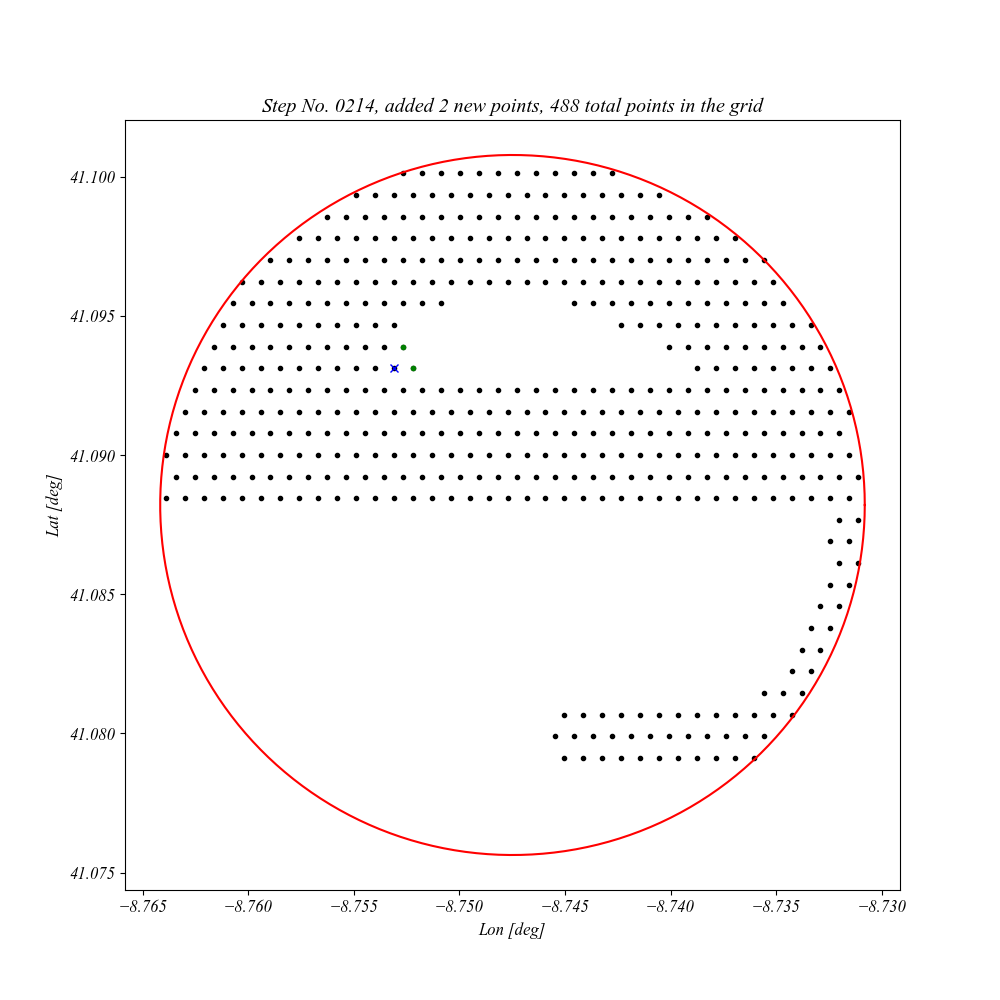 Step No. 0214, added 2 new points, 488 total points in the grid
41.100
41.095
41.090
41.085
41.080
41.075
Lat [deg]
−8.765 −8.760 −8.755 −8.750 −8.745 −8.740 −8.735 −8.730
Lon [deg]